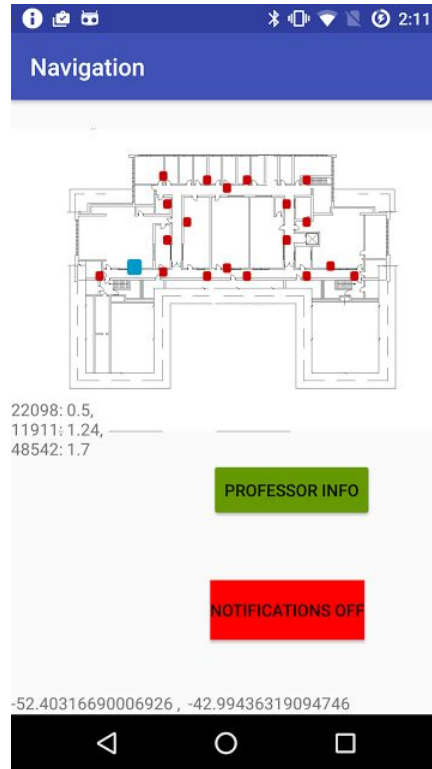 2:11
Navigation
22098: 0.5,
11911: 1.24,
48542: 1.7
PROFESSOR INFO
NOTIFICATIONS OFF
-52.40316690006926 , -42.99436319094746